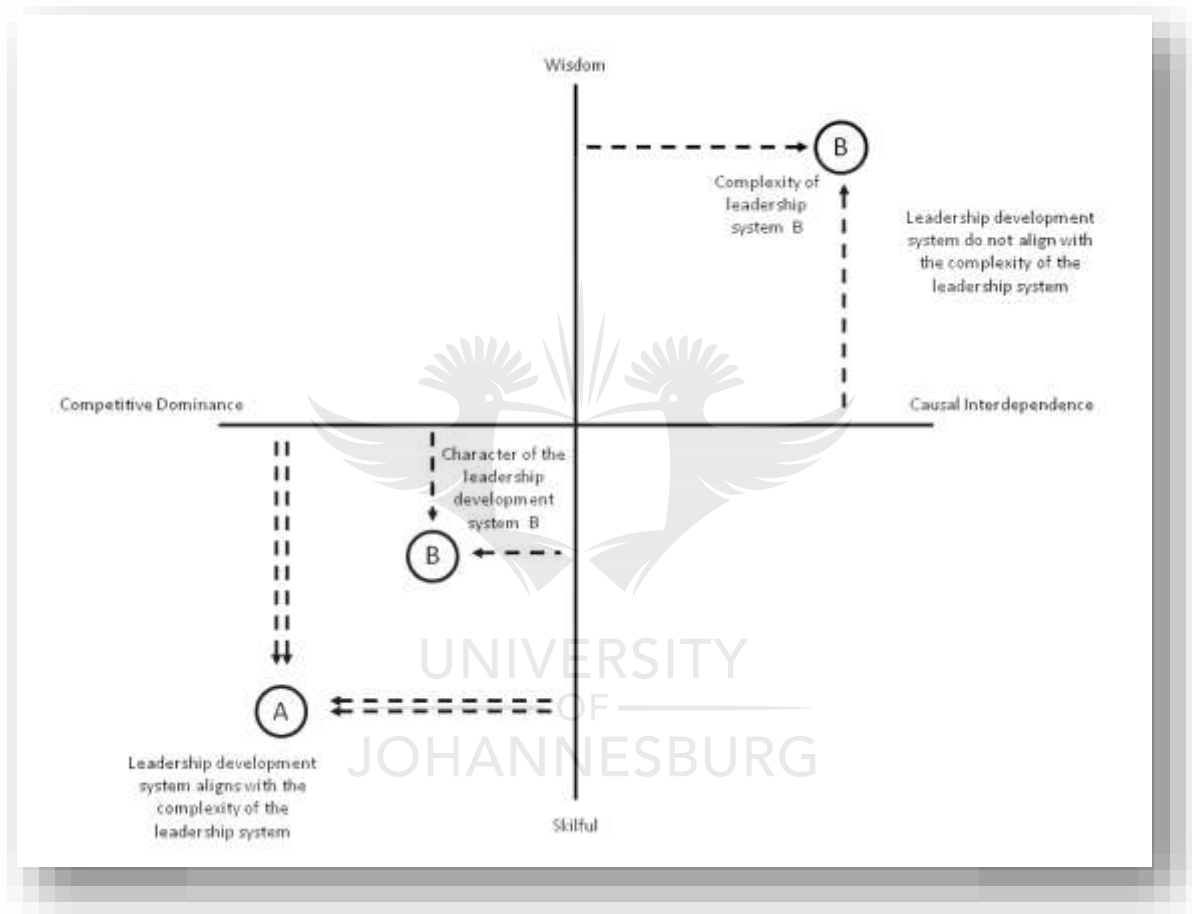 Wisdom
B
Complexity of
leadership
system B
Leadership development
system do not align with
the complexity of the
leadership system
Competitive Dominance
Causal Interdependence
Character of the
leadership
development
system B
B
A
Leadership development
system aligns with the
complexity of the
leadership system
UNIVERSITY
OF
JOHANNESBURG
Skilful